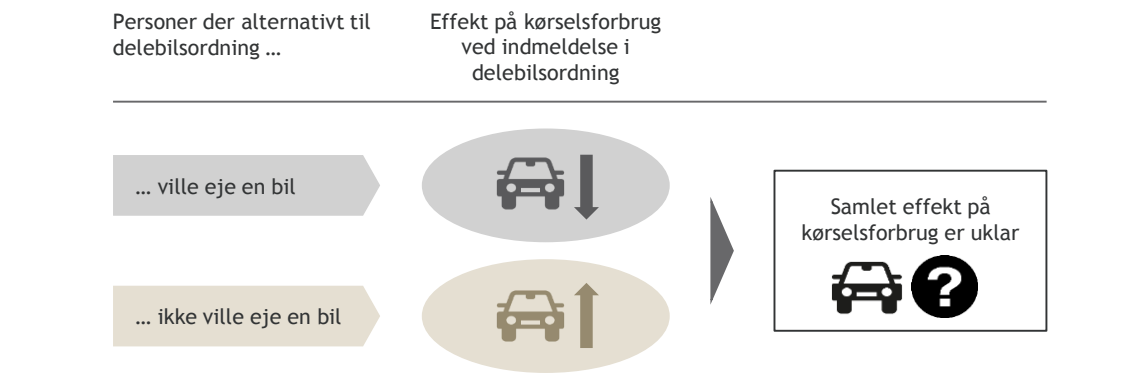 Personer der alternativt til
delebilsordning …
Effekt på kørselsforbrug
ved indmeldelse i
delebilsordning
… ville eje en bil
… ikke ville eje en bil
Samlet effekt på
kørselsforbrug er uklar
?